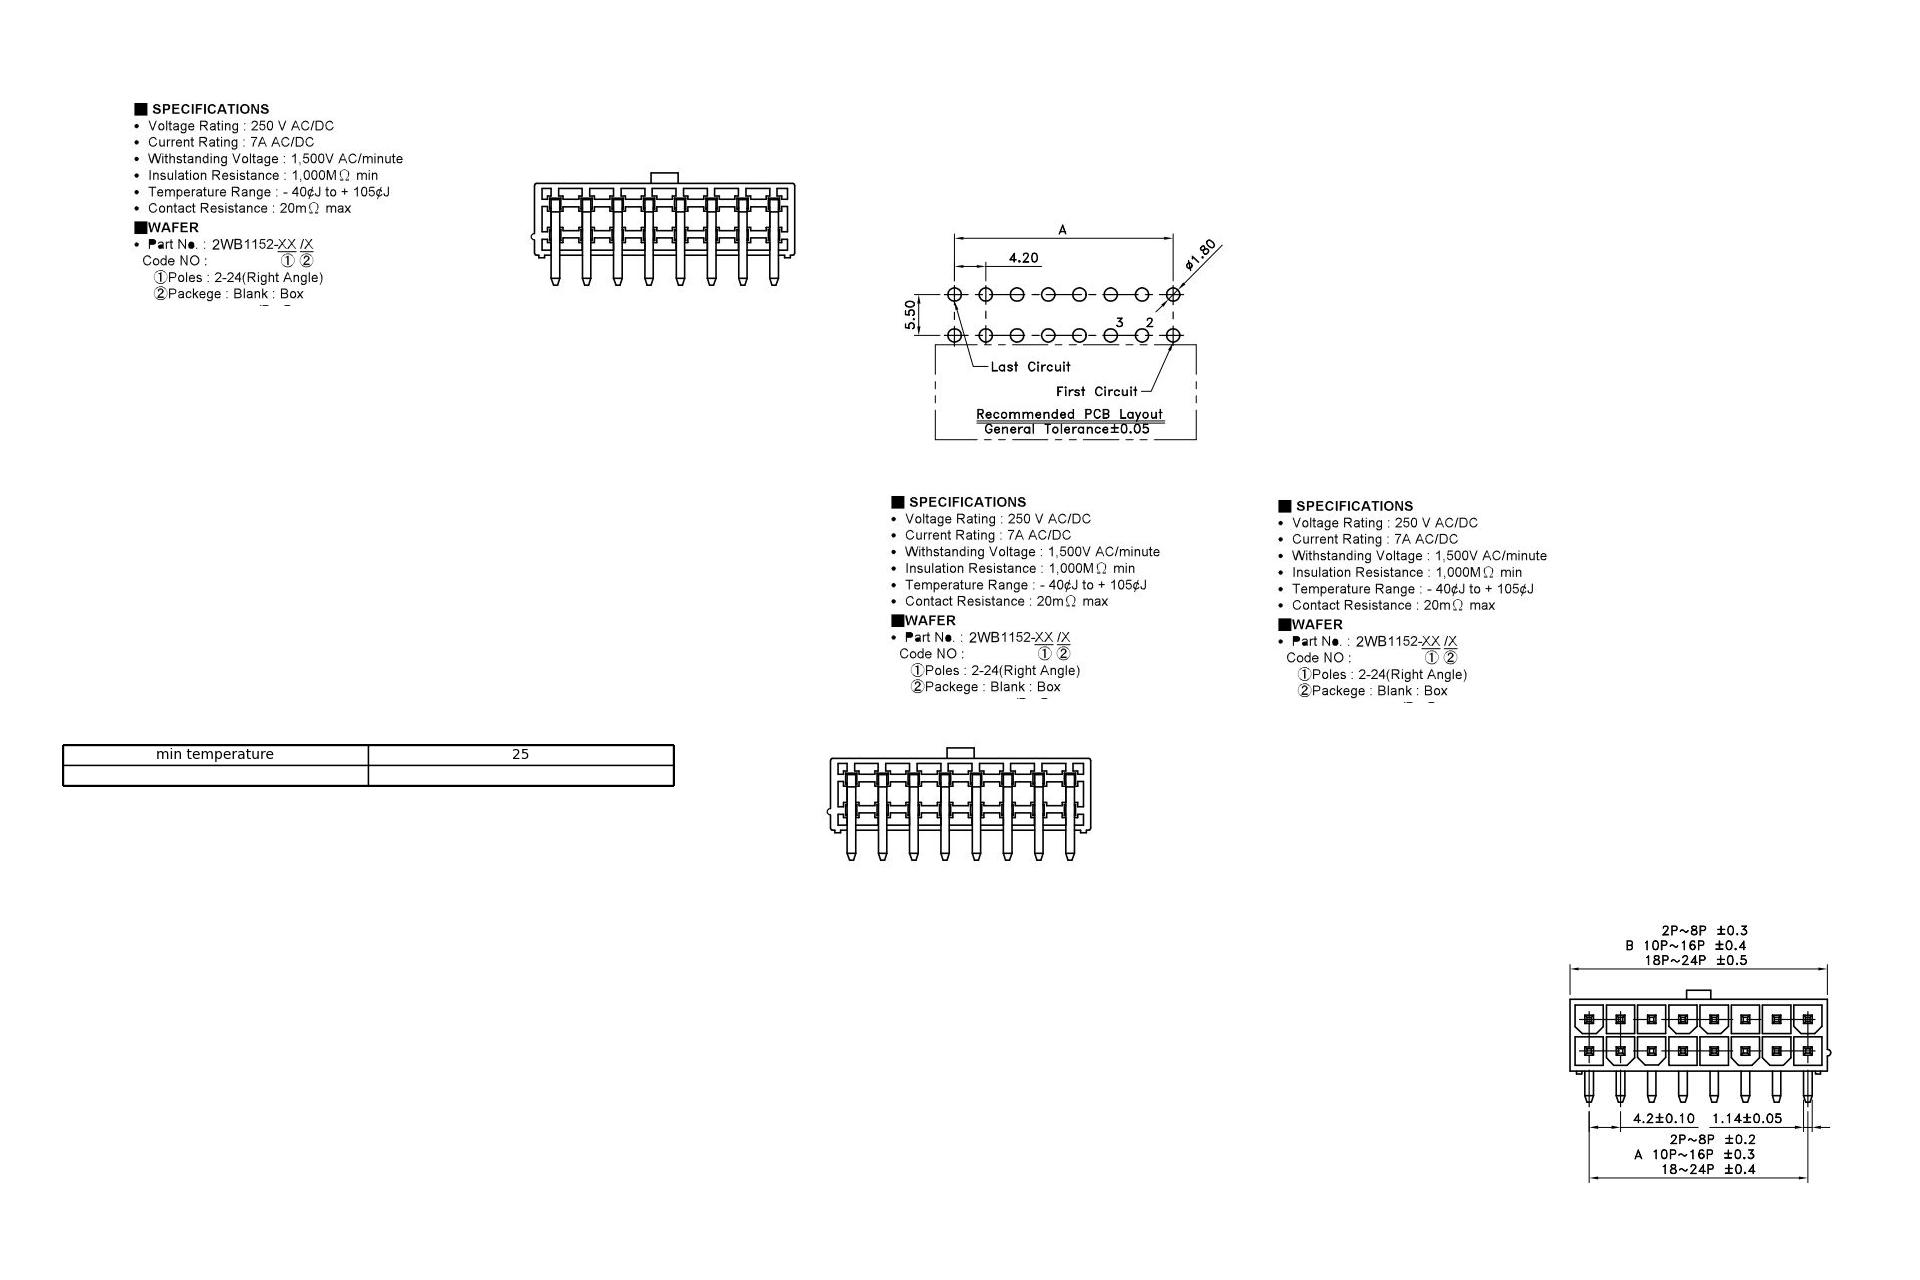 ■ SPECIFICATIONS
• Voltage Rating : 250 V AC/DC
• Current Rating : 7A AC/DC
• Withstanding Voltage : 1,500V AC/minute
• Insulation Resistance : 1,000MΩ min
• Temperature Range : - 40¢J to + 105¢J
• Contact Resistance : 20mΩ max
■WAFER
• Part No. : 2WB1152-XX /X
Code NO : ① ②
①Poles : 2-24(Right Angle)
②Packege : Blank : Box
A
4.20
ø1.80
5.50
3 2
Last Circuit
First Circuit
Recommended PCB Layout
General Tolerance±0.05
■ SPECIFICATIONS
• Voltage Rating : 250 V AC/DC
• Current Rating : 7A AC/DC
• Withstanding Voltage : 1,500V AC/minute
• Insulation Resistance : 1,000MΩ min
• Temperature Range : - 40¢J to + 105¢J
• Contact Resistance : 20mΩ max
■WAFER
• Part No. : 2WB1152-XX /X
Code NO : ① ②
①Poles : 2-24(Right Angle)
②Packege : Blank : Box
■ SPECIFICATIONS
• Voltage Rating : 250 V AC/DC
• Current Rating : 7A AC/DC
• Withstanding Voltage : 1,500V AC/minute
• Insulation Resistance : 1,000MΩ min
• Temperature Range : - 40¢J to + 105¢J
• Contact Resistance : 20mΩ max
■WAFER
• Part No. : 2WB1152-XX /X
Code NO : ① ②
①Poles : 2-24(Right Angle)
②Packege : Blank : Box
min temperature 25
2P~8P ±0.3
B 10P~16P ±0.4
18P~24P ±0.5
4.2±0.10 1.14±0.05
2P~8P ±0.2
A 10P~16P ±0.3
18~24P ±0.4